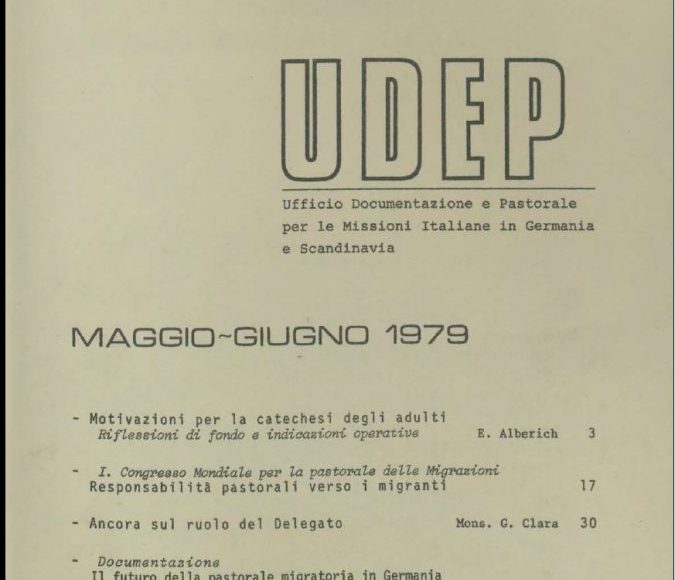 UDEP
Ufficio Documentazione e Pastorale
per le Missioni Italiane in Germania
e Scandinavia
MAGGIO~GIUGNO 1979
- Motivazioni per la catechesi degli adulti
Riflessioni di fondo e indicazioni operative E. Alberich 3
- I. Congresso Mondiale per la pastorale delle Migrazioni
Responsabilità pastorali verso i migranti 17
- Ancora sul ruolo del Delegato Mons. G. Clara 30
- Documentazione
Il futuro della pastorale migratoria in Germania